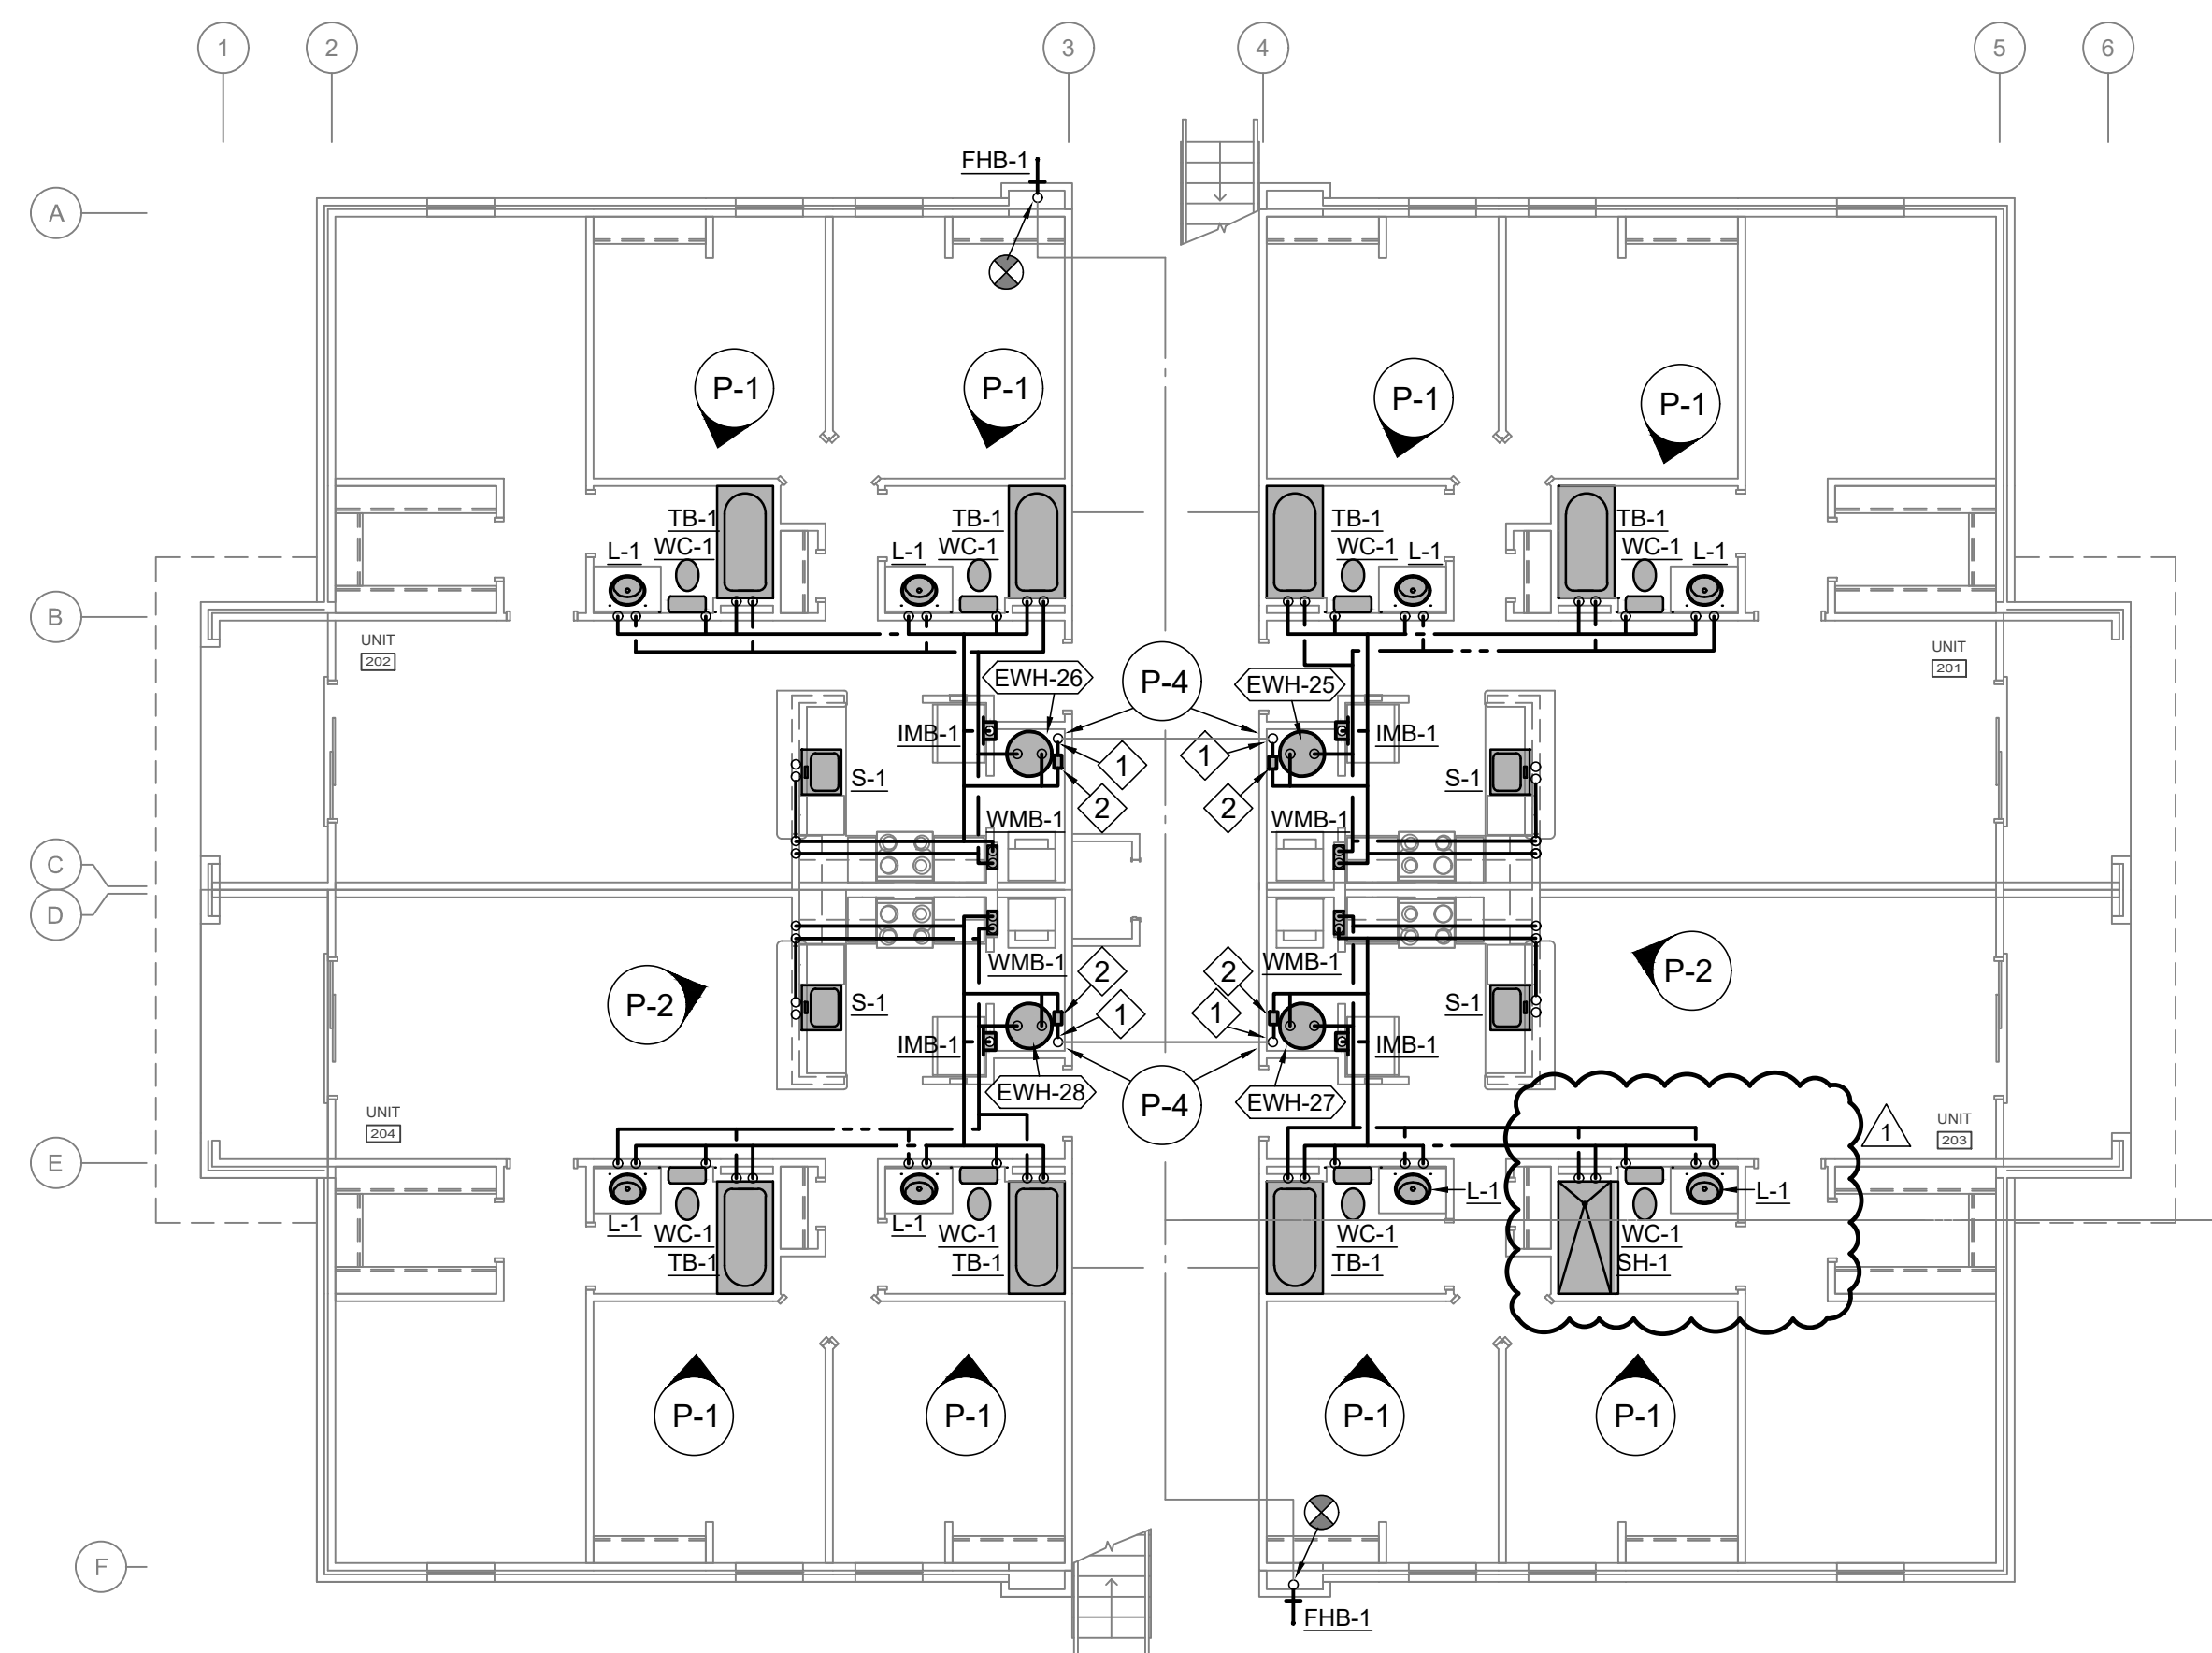 1 2 3 4 5 6
FHB-1
A
P-1 P-1 P-1 P-1
TB-1 TB-1 TB-1 TB-1
L-1 WC-1 L-1 WC-1 WC-1 L-1 WC-1 L-1
B
UNIT
202
UNIT
201
EWH-26 P-4 EWH-25
IMB-1 1 1 IMB-1
S-1 2 2 S-1
WMB-1 WMB-1
C
D
WMB-1 2 2 WMB-1
P-2 S-1 1 1 S-1 P-2
IMB-1 IMB-1
EWH-28 P-4 EWH-27
UNIT
204
1
UNIT
203
E
L-1 L-1
L-1 WC-1 L-1 WC-1 WC-1 WC-1
TB-1 TB-1 TB-1 SH-1
P-1 P-1 P-1 P-1
F
FHB-1